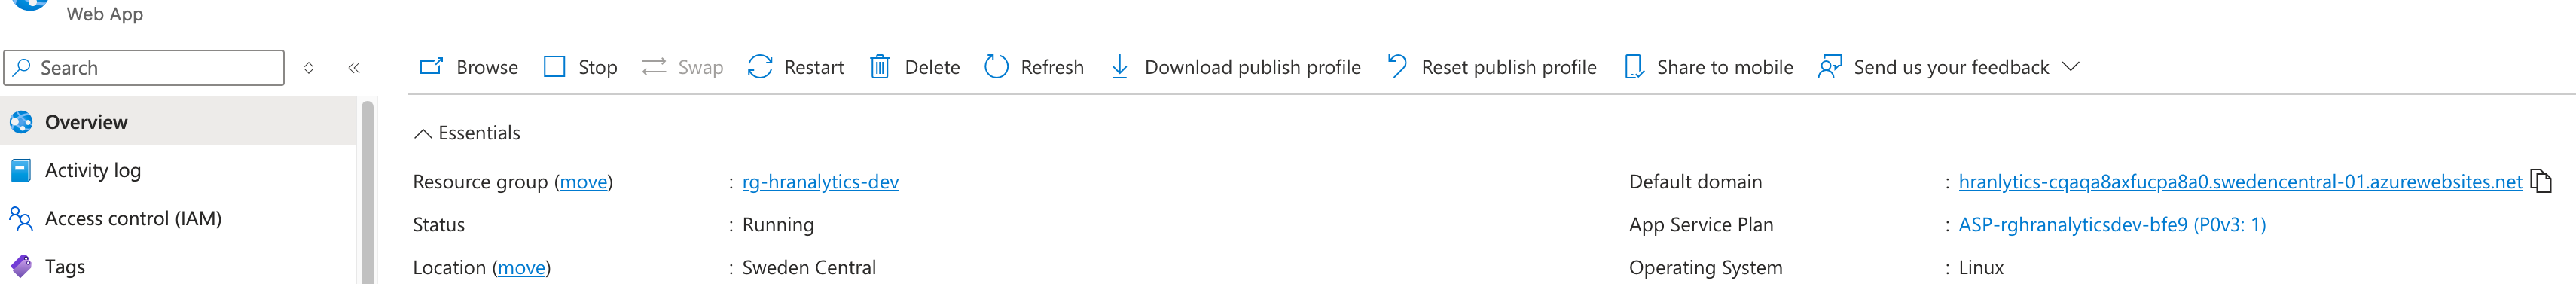 Web App
Search
Browse Stop Swap Restart Delete Refresh Download publish profile Reset publish profile Share to mobile Send us your feedback
Overview
Activity log
Access control (IAM)
Tags
Essentials
Resource group (move) : rg-hranalytics-dev
Status : Running
Location (move) : Sweden Central
Default domain : hranlytics-cqaqa8axfucpa8a0.swedencentral-01.azurewebsites.net
App Service Plan : ASP-rghranalyticsdev-bfe9 (P0v3: 1)
Operating System : Linux